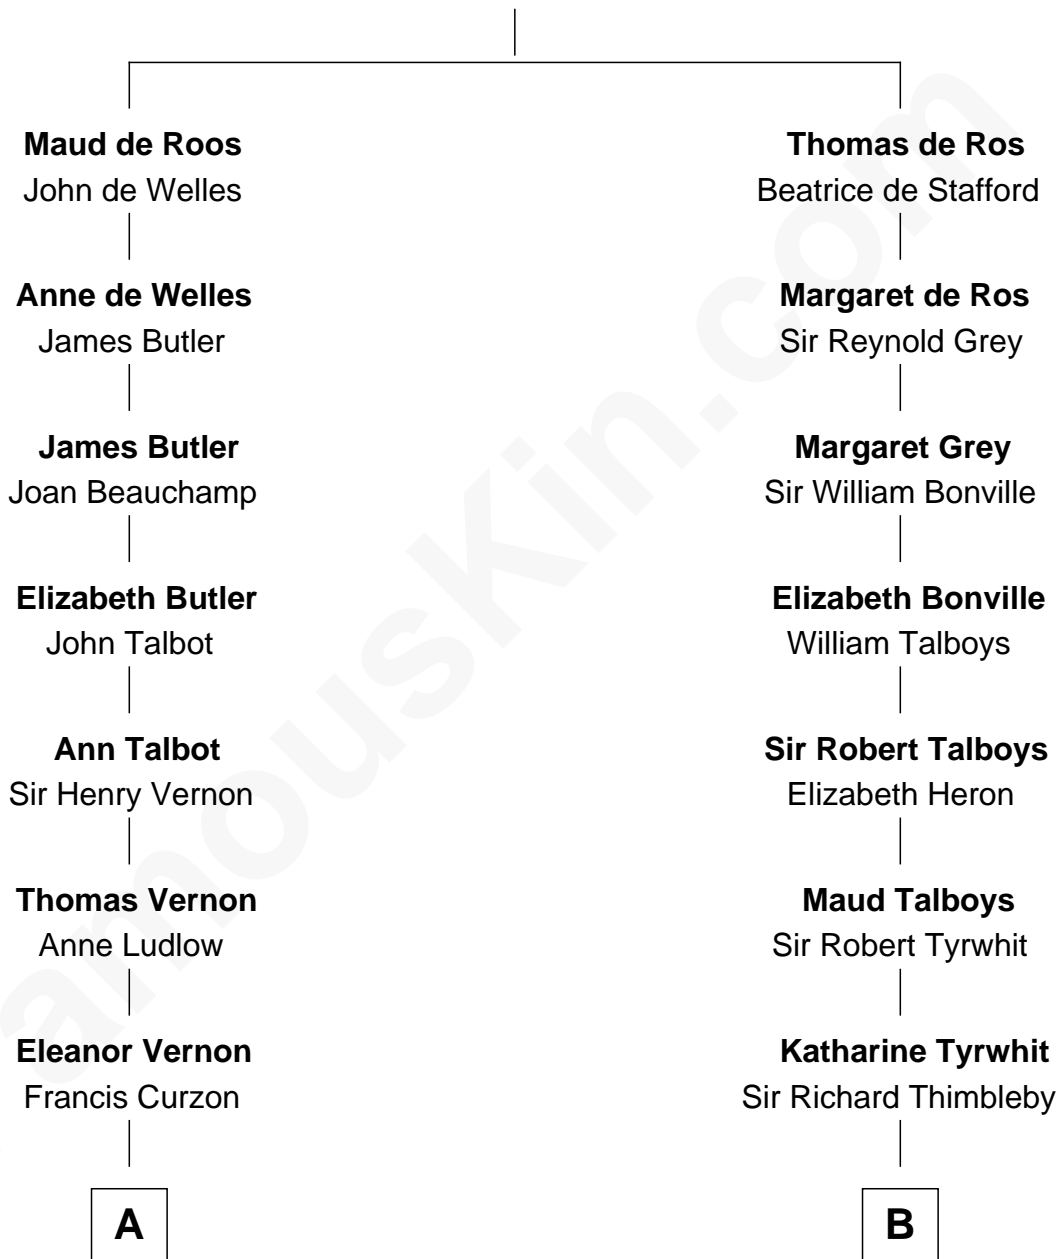 Maud de Roos
John de Welles
Thomas de Ros
Beatrice de Stafford
Anne de Welles
James Butler
Margaret de Ros
Sir Reynold Grey
James Butler
Joan Beauchamp
Margaret Grey
Sir William Bonville
Elizabeth Butler
John Talbot
Elizabeth Bonville
William Talboys
Ann Talbot
Sir Henry Vernon
Sir Robert Talboys
Elizabeth Heron
Thomas Vernon
Anne Ludlow
Maud Talboys
Sir Robert Tyrwhit
Eleanor Vernon
Francis Curzon
Katharine Tyrwhit
Sir Richard Thimbleby
A
B
amouskin.com